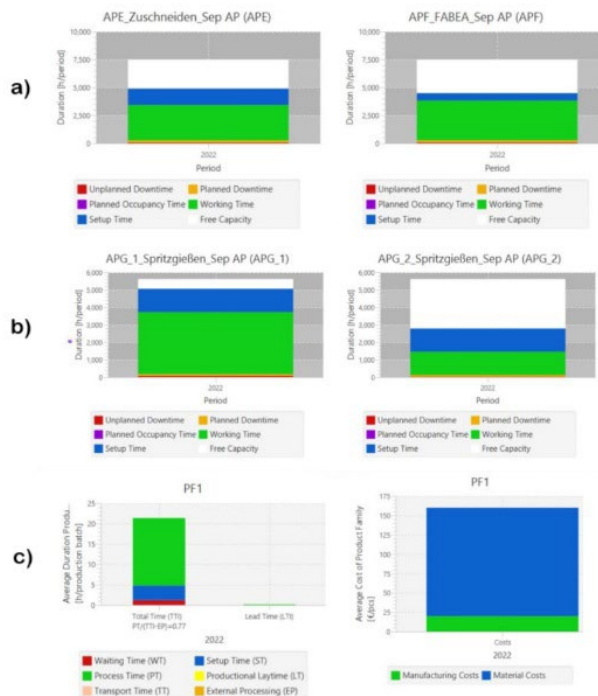 APE_Zuschneiden_Sep AP (APE)
APF_FABEA_Sep AP (APF)
a)
Duration [h/period]
10,000
7,500
5,000
2,500
0
2022
Period
Duration [h/period]
10,000
7,500
5,000
2,500
0
2022
Period
Unplanned Downtime
Planned Downtime
Planned Occupancy Time
Working Time
Setup Time
Free Capacity
Unplanned Downtime
Planned Downtime
Planned Occupancy Time
Working Time
Setup Time
Free Capacity
APG_1_Spritzgießen_Sep AP (APG_1)
APG_2_Spritzgießen_Sep AP (APG_2)
b)
Duration [h/period]
6,000
5,000
4,000
3,000
2,000
1,000
0
2022
Period
Duration [h/period]
6,000
5,000
4,000
3,000
2,000
1,000
0
2022
Period
Unplanned Downtime
Planned Downtime
Planned Occupancy Time
Working Time
Setup Time
Free Capacity
Unplanned Downtime
Planned Downtime
Planned Occupancy Time
Working Time
Setup Time
Free Capacity
c)
PF1
Average Duration Produ...
[h/production batch]
25
20
15
10
5
0
Total Time (TTI)
PT/(TTI-EP)=0.77
Lead Time (LTI)
2022
Waiting Time (WT)
Setup Time (ST)
Process Time (PT)
Productional Laytime (LT)
Transport Time (TT)
External Processing (EP)
PF1
Average Cost of Product Family
[€/pcs]
175
150
125
100
75
50
25
0
Costs
2022
Manufacturing Costs
Material Costs